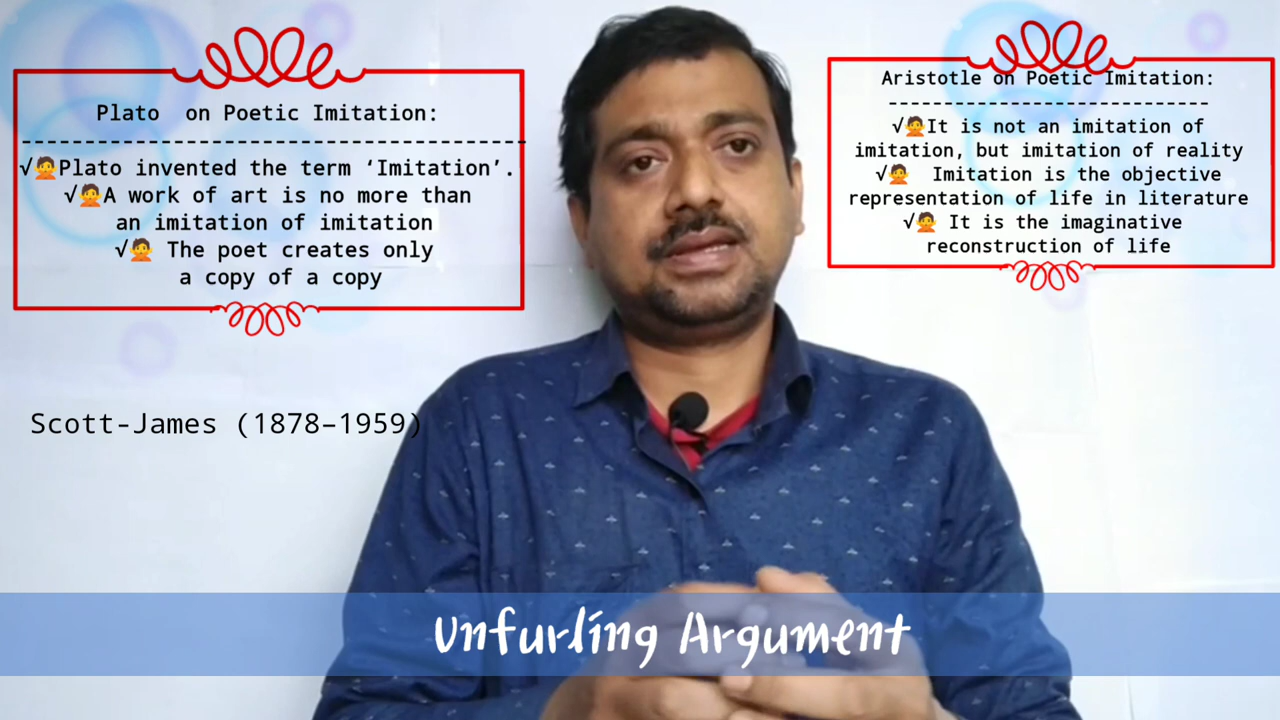 Plato on Poetic Imitation:
----------------------------------------
√🙅Plato invented the term ‘Imitation’.
√🙅A work of art is no more than
an imitation of imitation
√🙅 The poet creates only
a copy of a copy
Aristotle on Poetic Imitation:
-----------------------------
√🙅It is not an imitation of
imitation, but imitation of reality
√🙅 Imitation is the objective
representation of life in literature
√🙅 It is the imaginative
reconstruction of life
Scott-James (1878–1959)
Unfurling Argument